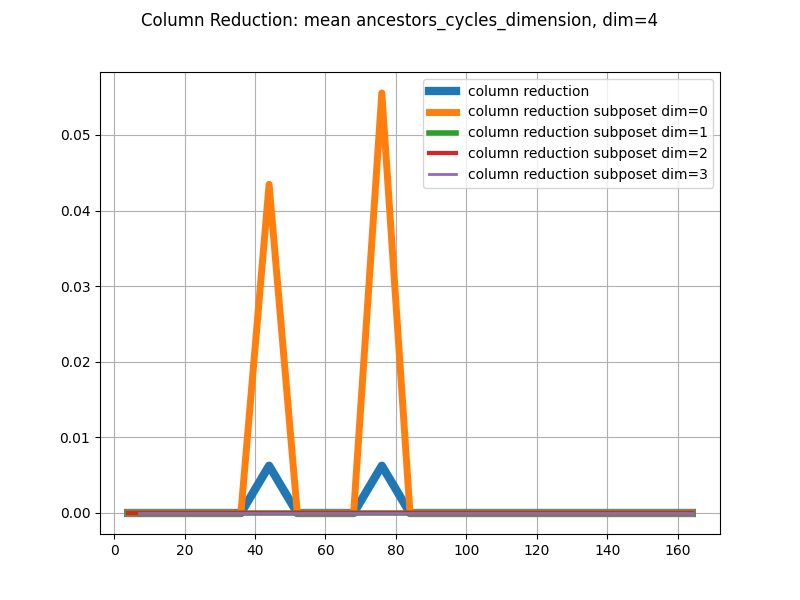 Column Reduction: mean ancestors_cycles_dimension, dim=4
column reduction
column reduction subposet dim=0
column reduction subposet dim=1
column reduction subposet dim=2
column reduction subposet dim=3
0.05
0.04
0.03
0.02
0.01
0.00
0 20 40 60 80 100 120 140 160